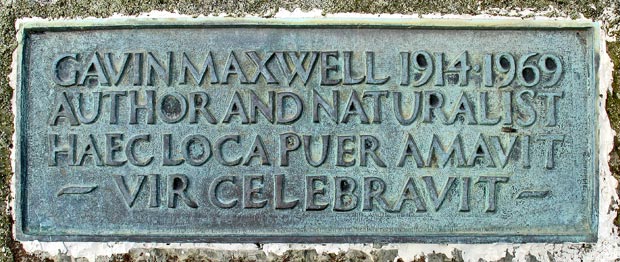 GAVIN MAXWELL 1914·1969
AUTHOR AND NATURALIST
HAEC LOCA PUER AMAVIT
~ VIR CELEBRAVIT ~